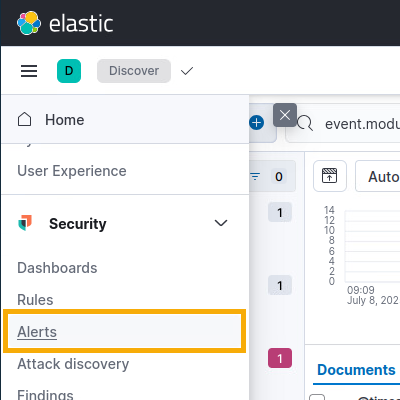 elastic
D Discover
Home
event.modu
User Experience
0
Auto
Security
1
14
12
10
8
6
4
2
0
Dashboards
1
09:09
July 8, 202
Rules
Alerts
Attack discovery
1
Documents
Findings